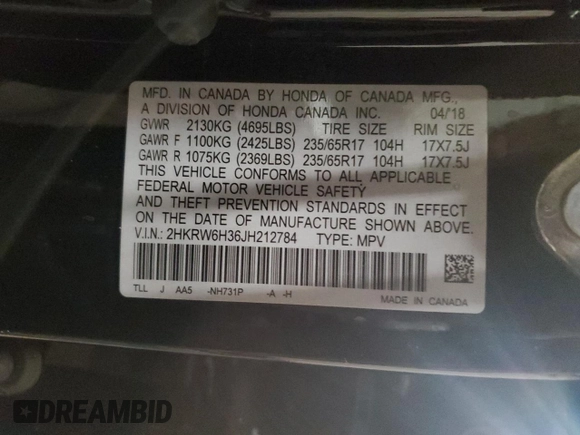 MFD. IN CANADA BY HONDA OF CANADA MFG.,
A DIVISION OF HONDA CANADA INC. 04/18
GVWR 2130KG (4695LBS) TIRE SIZE RIM SIZE
GAWR F 1100KG (2425LBS) 235/65R17 104H 17X7.5J
GAWR R 1075KG (2369LBS) 235/65R17 104H 17X7.5J
THIS VEHICLE CONFORMS TO ALL APPLICABLE
FEDERAL MOTOR VEHICLE SAFETY
AND THEFT PREVENTION STANDARDS IN EFFECT
ON THE DATE OF MANUFACTURE SHOWN ABOVE.
V.I.N.: 2HKRW6H36JH212784 TYPE: MPV
TLL J AA5 -NH731P -A -H
MADE IN CANADA
DREAMBID